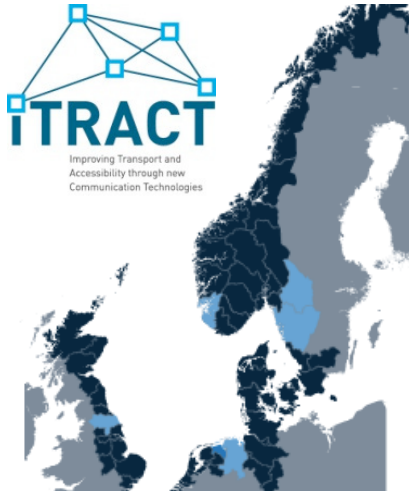 iTRACT
Improving Transport and
Accessibility through new
Communication Technologies